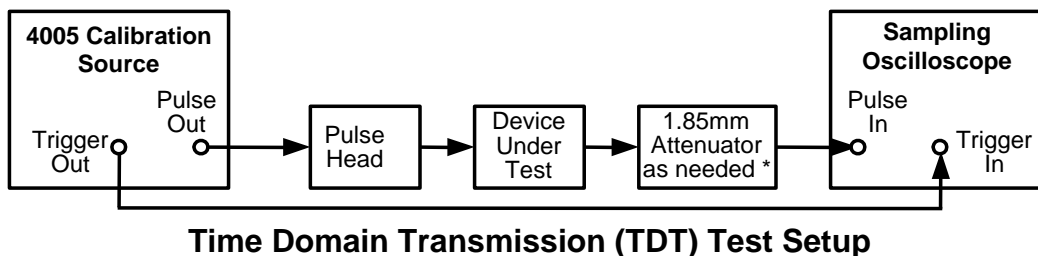 4005 Calibration
Source
Pulse
Out
Trigger
Out
Pulse
Head
Device
Under
Test
1.85mm
Attenuator
as needed *
Sampling
Oscilloscope
Pulse
In
Trigger
In
Time Domain Transmission (TDT) Test Setup